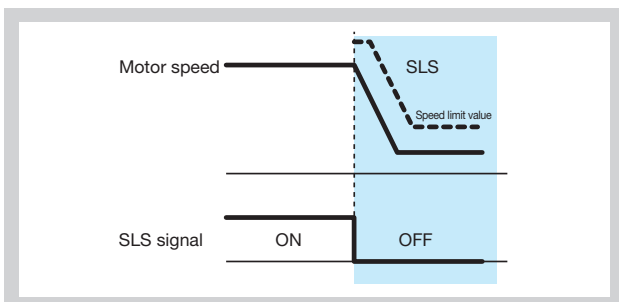 Motor speed
SLS
Speed limit value
SLS signal
ON
OFF